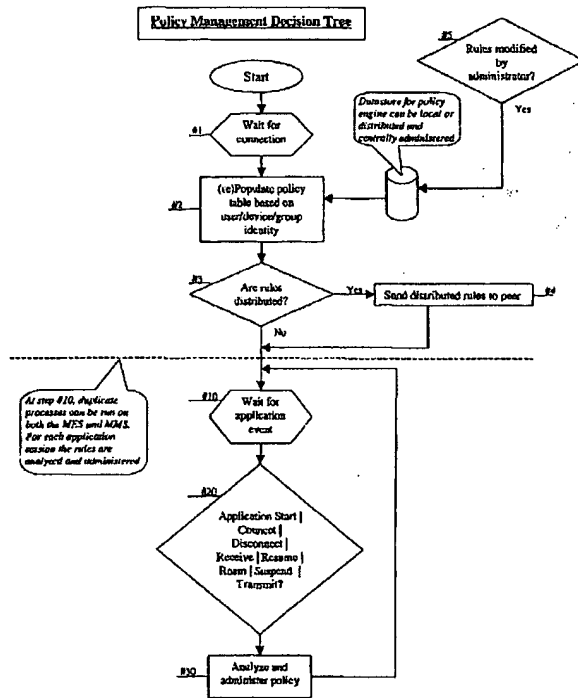 Policy Management Decision Tree
#5
Rules modified
by
administrator?
Yes
Start
Datastore for policy
engine can be local or
distributed and
centrally administered
#1
Wait for
connection
#2
(re)Populate policy
table based on
user/device/group
identity
#3
Are rules
distributed?
Yes
Send distributed rules to peer
#4
No
At step #10, duplicate
processes can be run on
both the MES and MMS.
For each application
session the rules are
analyzed and administered
#10
Wait for
application
event
#20
Application Start |
Connect |
Disconnect |
Receive | Resume |
Roam | Suspend |
Transmit?
#30
Analyze and
administer policy